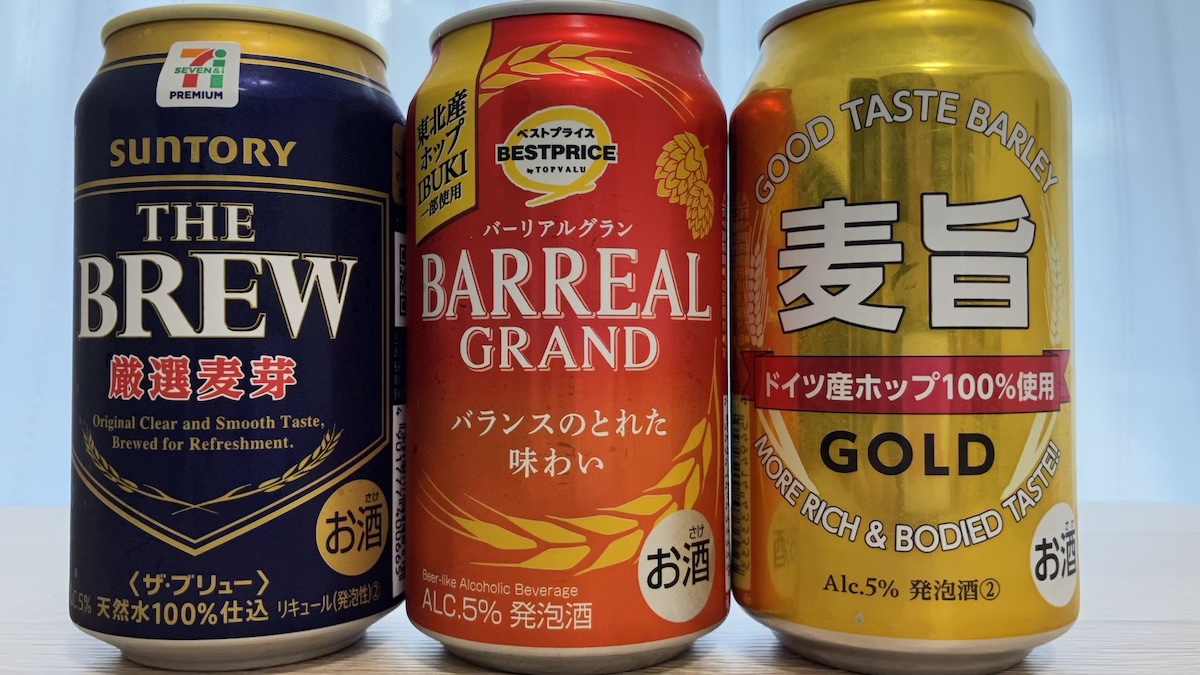 SEVEN&i
PREMIUM
SUNTORY
THE
BREW
厳選麦芽
Original Clear and Smooth Taste,
Brewed for Refreshment.
さけ
お酒
〈ザ・ブリュー〉
天然水100%仕込
リキュール(発泡性)②
東北産
ホップ
IBUKI
一部使用
ベストプライス
BESTPRICE
by TOPVALU
バーリアルグラン
BARREAL
GRAND
バランスのとれた
味わい
さけ
お酒
Beer-like Alcoholic Beverage
ALC.5% 発泡酒
GOOD TASTE BARLEY
麦旨
ドイツ産ホップ100%使用
GOLD
MORE RICH & BODIED TASTE!!
さけ
お酒
Alc.5% 発泡酒②